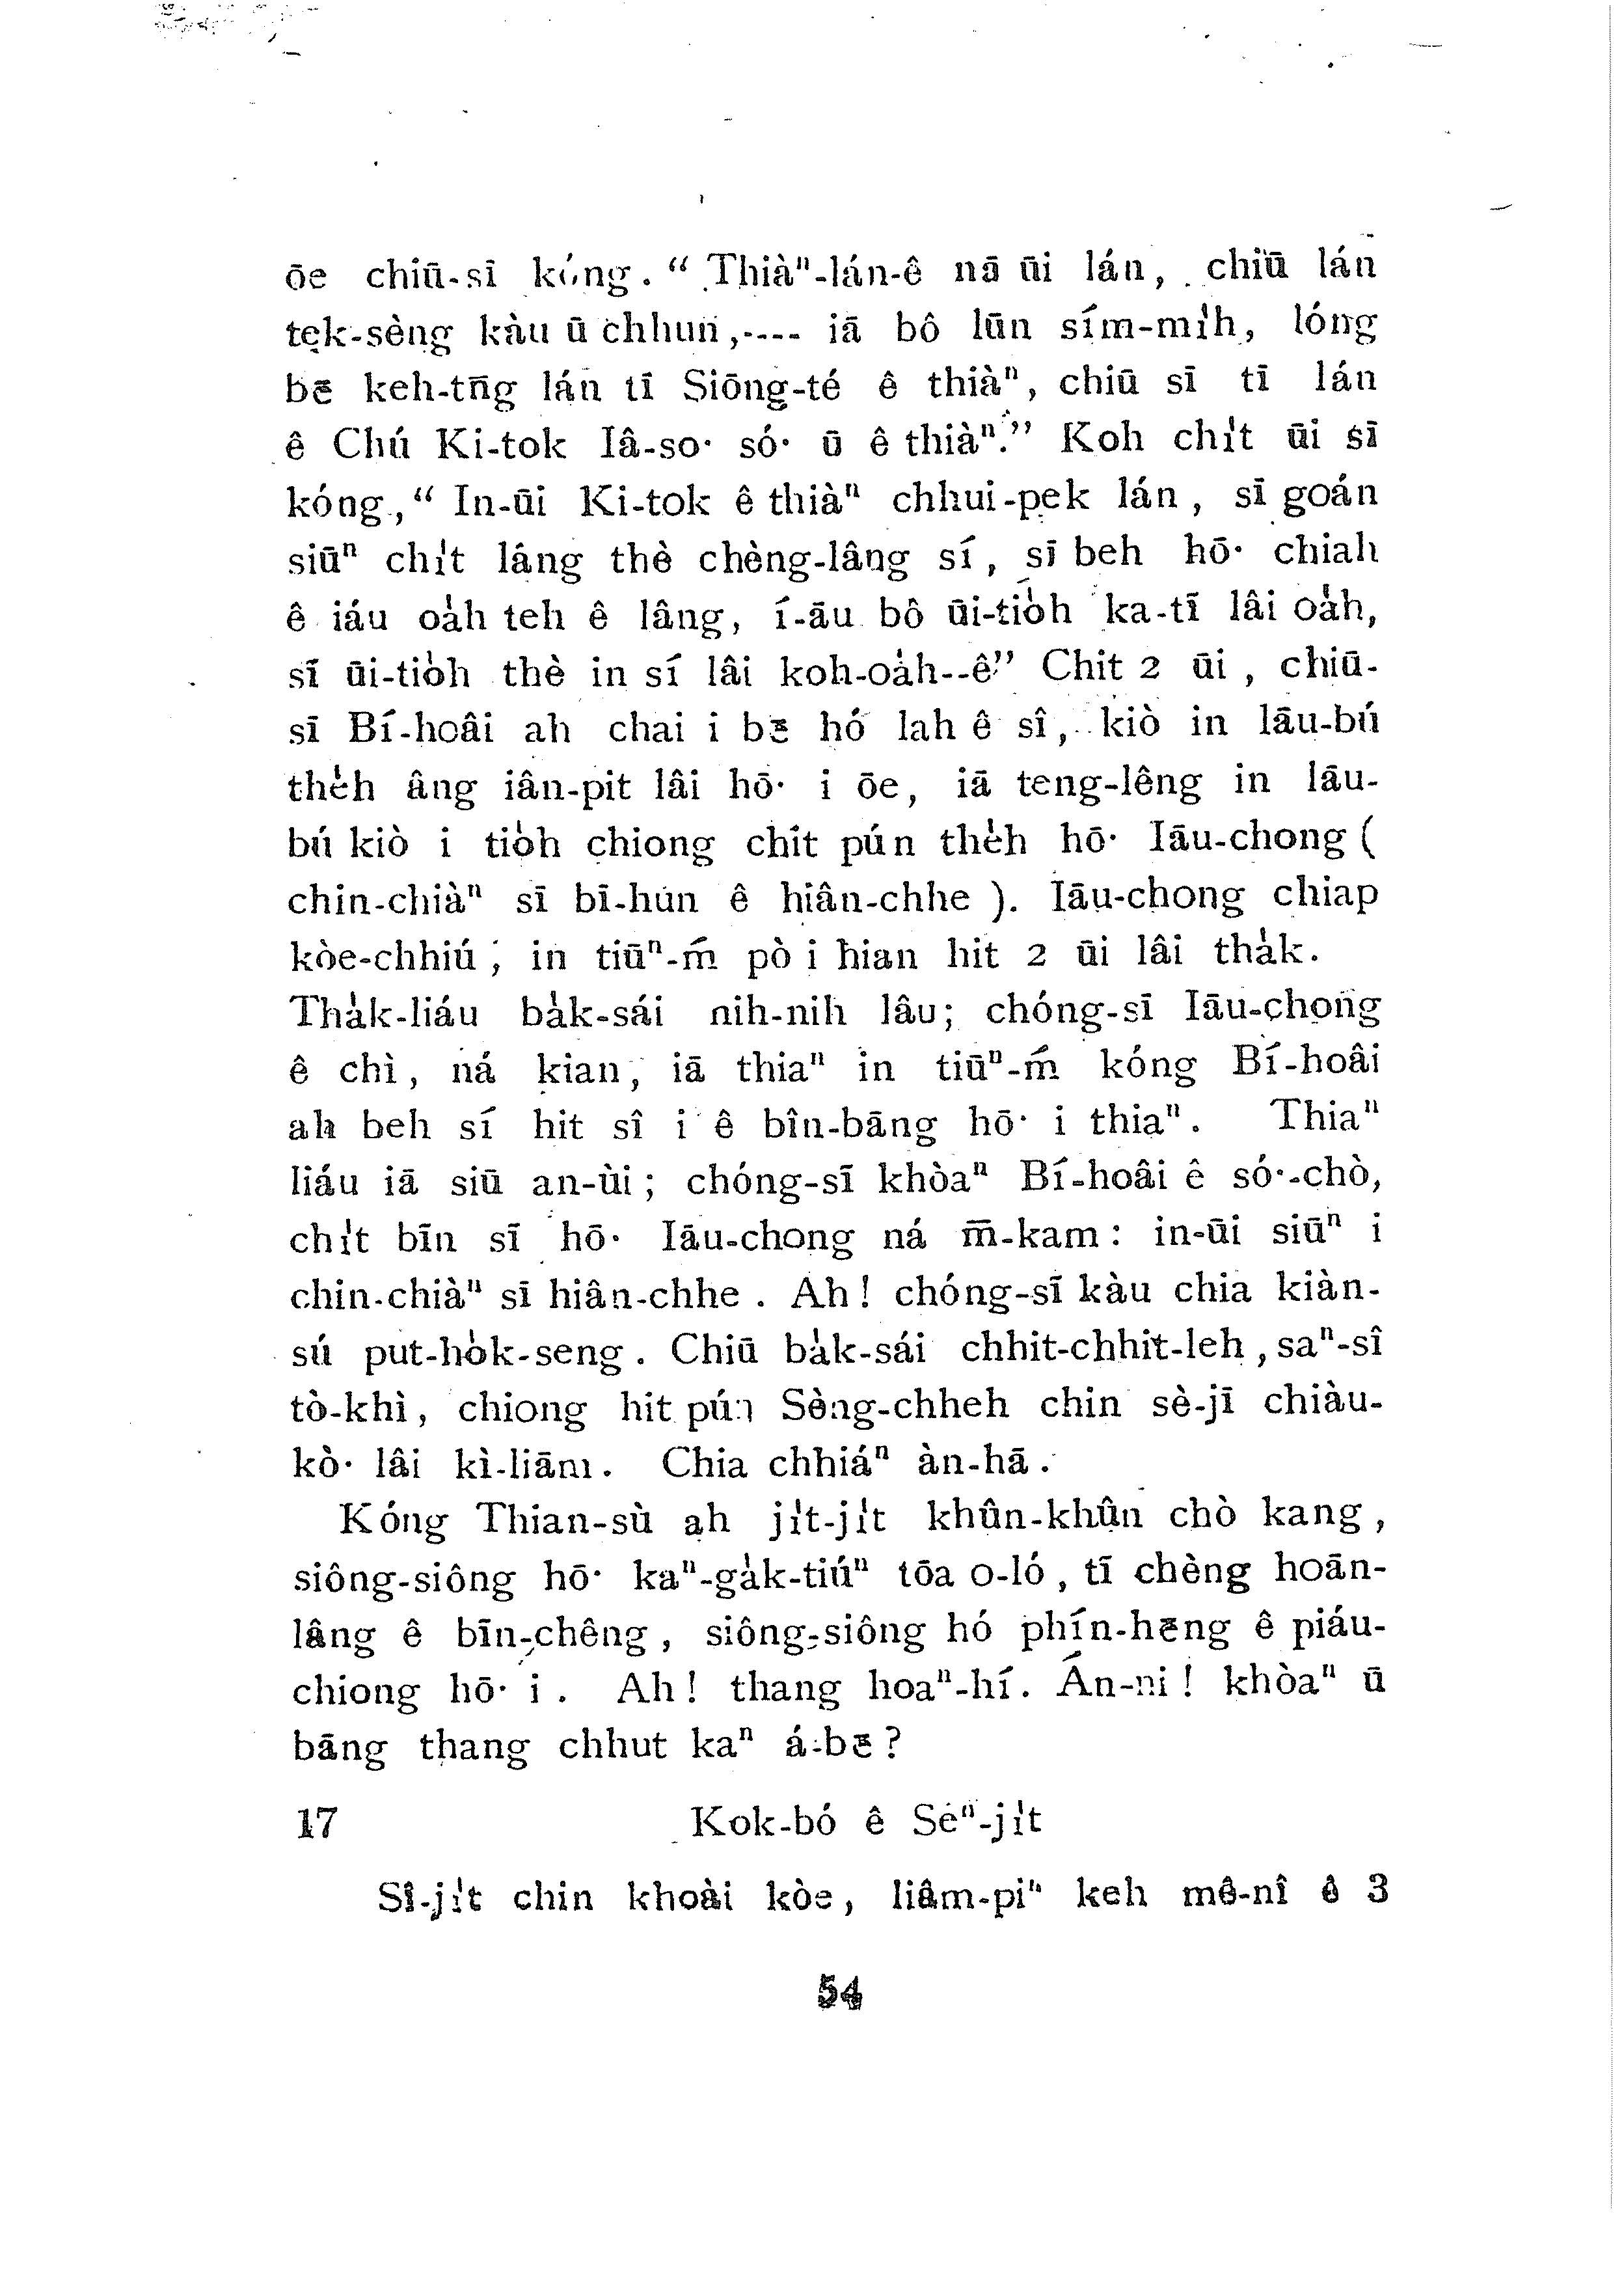 ōe chiū-sī kóng. “ Thiàⁿ-lán-ê nā ūi lán, chiū lán
tek-sèng kàu ū chhun,---- iā bô lūn sím-mi̍h, lóng
bē keh-tn̄g lán tī Siōng-té ê thiàⁿ, chiū sī tī lán
ê Chú Ki-tok Iâ-so͘ só͘ ū ê thiàⁿ.” Koh chi̍t ūi sī
kóng,“ In-ūi Ki-tok ê thiàⁿ chhui-pek lán, sī goán
siūⁿ chi̍t lâng thè chèng-lâng sí, sī beh hō͘ chiah
ê iáu oa̍h teh ê lâng, í-āu bô ūi-tio̍h ka-tī lâi oa̍h,
sī ūi-tio̍h thè in sí lâi koh-oa̍h--ê” Chit 2 ūi, chiū-
sī Bí-hoâi ah chai i bē hó lah ê sî, kiò in lāu-bú
the̍h âng iân-pit lâi hō͘ i ōe, iā teng-lêng in lāu-
bú kiò i tio̍h chiong chit pún the̍h hō͘ Iāu-chong (
chin-chiàⁿ sī bī-hun ê hiân-chhe ). Iāu-chong chiap
kòe-chhiú ; in tiūⁿ-ḿ pò i hian hit 2 ūi lâi tha̍k.
Tha̍k-liáu ba̍k-sái nih-nih lâu; chóng-sī Iāu-chong
ê chì, ná kian, iā thiaⁿ in tiūⁿ-ḿ kóng Bí-hoâi
ah beh sí hit sî i ê bîn-bāng hō͘ i thiaⁿ. Thiaⁿ
liáu iā siū an-ùi; chóng-sī khòaⁿ Bí-hoâi ê só͘-chò,
chi̍t bīn sī hō͘ Iāu-chong ná m̄-kam: in-ūi siūⁿ i
chin-chiàⁿ sī hiân-chhe. Ah! chóng-sī kàu chia kiàn-
sú put-ho̍k-seng. Chiū ba̍k-sái chhit-chhit-leh, saⁿ-sî
tò-khì, chiong hit pún Sèng-chheh chin sè-jī chiàu-
kò͘ lâi kì-liām. Chia chhiáⁿ àn-hā.
Kóng Thian-sù ah ji̍t-ji̍t khûn-khûn chò kang,
siông-siông hō͘ kaⁿ-ga̍k-tiúⁿ tōa o-ló, tī chèng hoān-
lâng ê bīn-chêng, siông-siông hó phín-hēng ê piáu-
chiong hō͘ i. Ah! thang hoaⁿ-hí. Án-ni! khòaⁿ ū
bāng thang chhut kaⁿ á-bē?
17 Kok-bó ê Seⁿ-ji̍t
Sî-ji̍t chin khoài kòe, liâm-piⁿ keh mê-nî ê 3
54